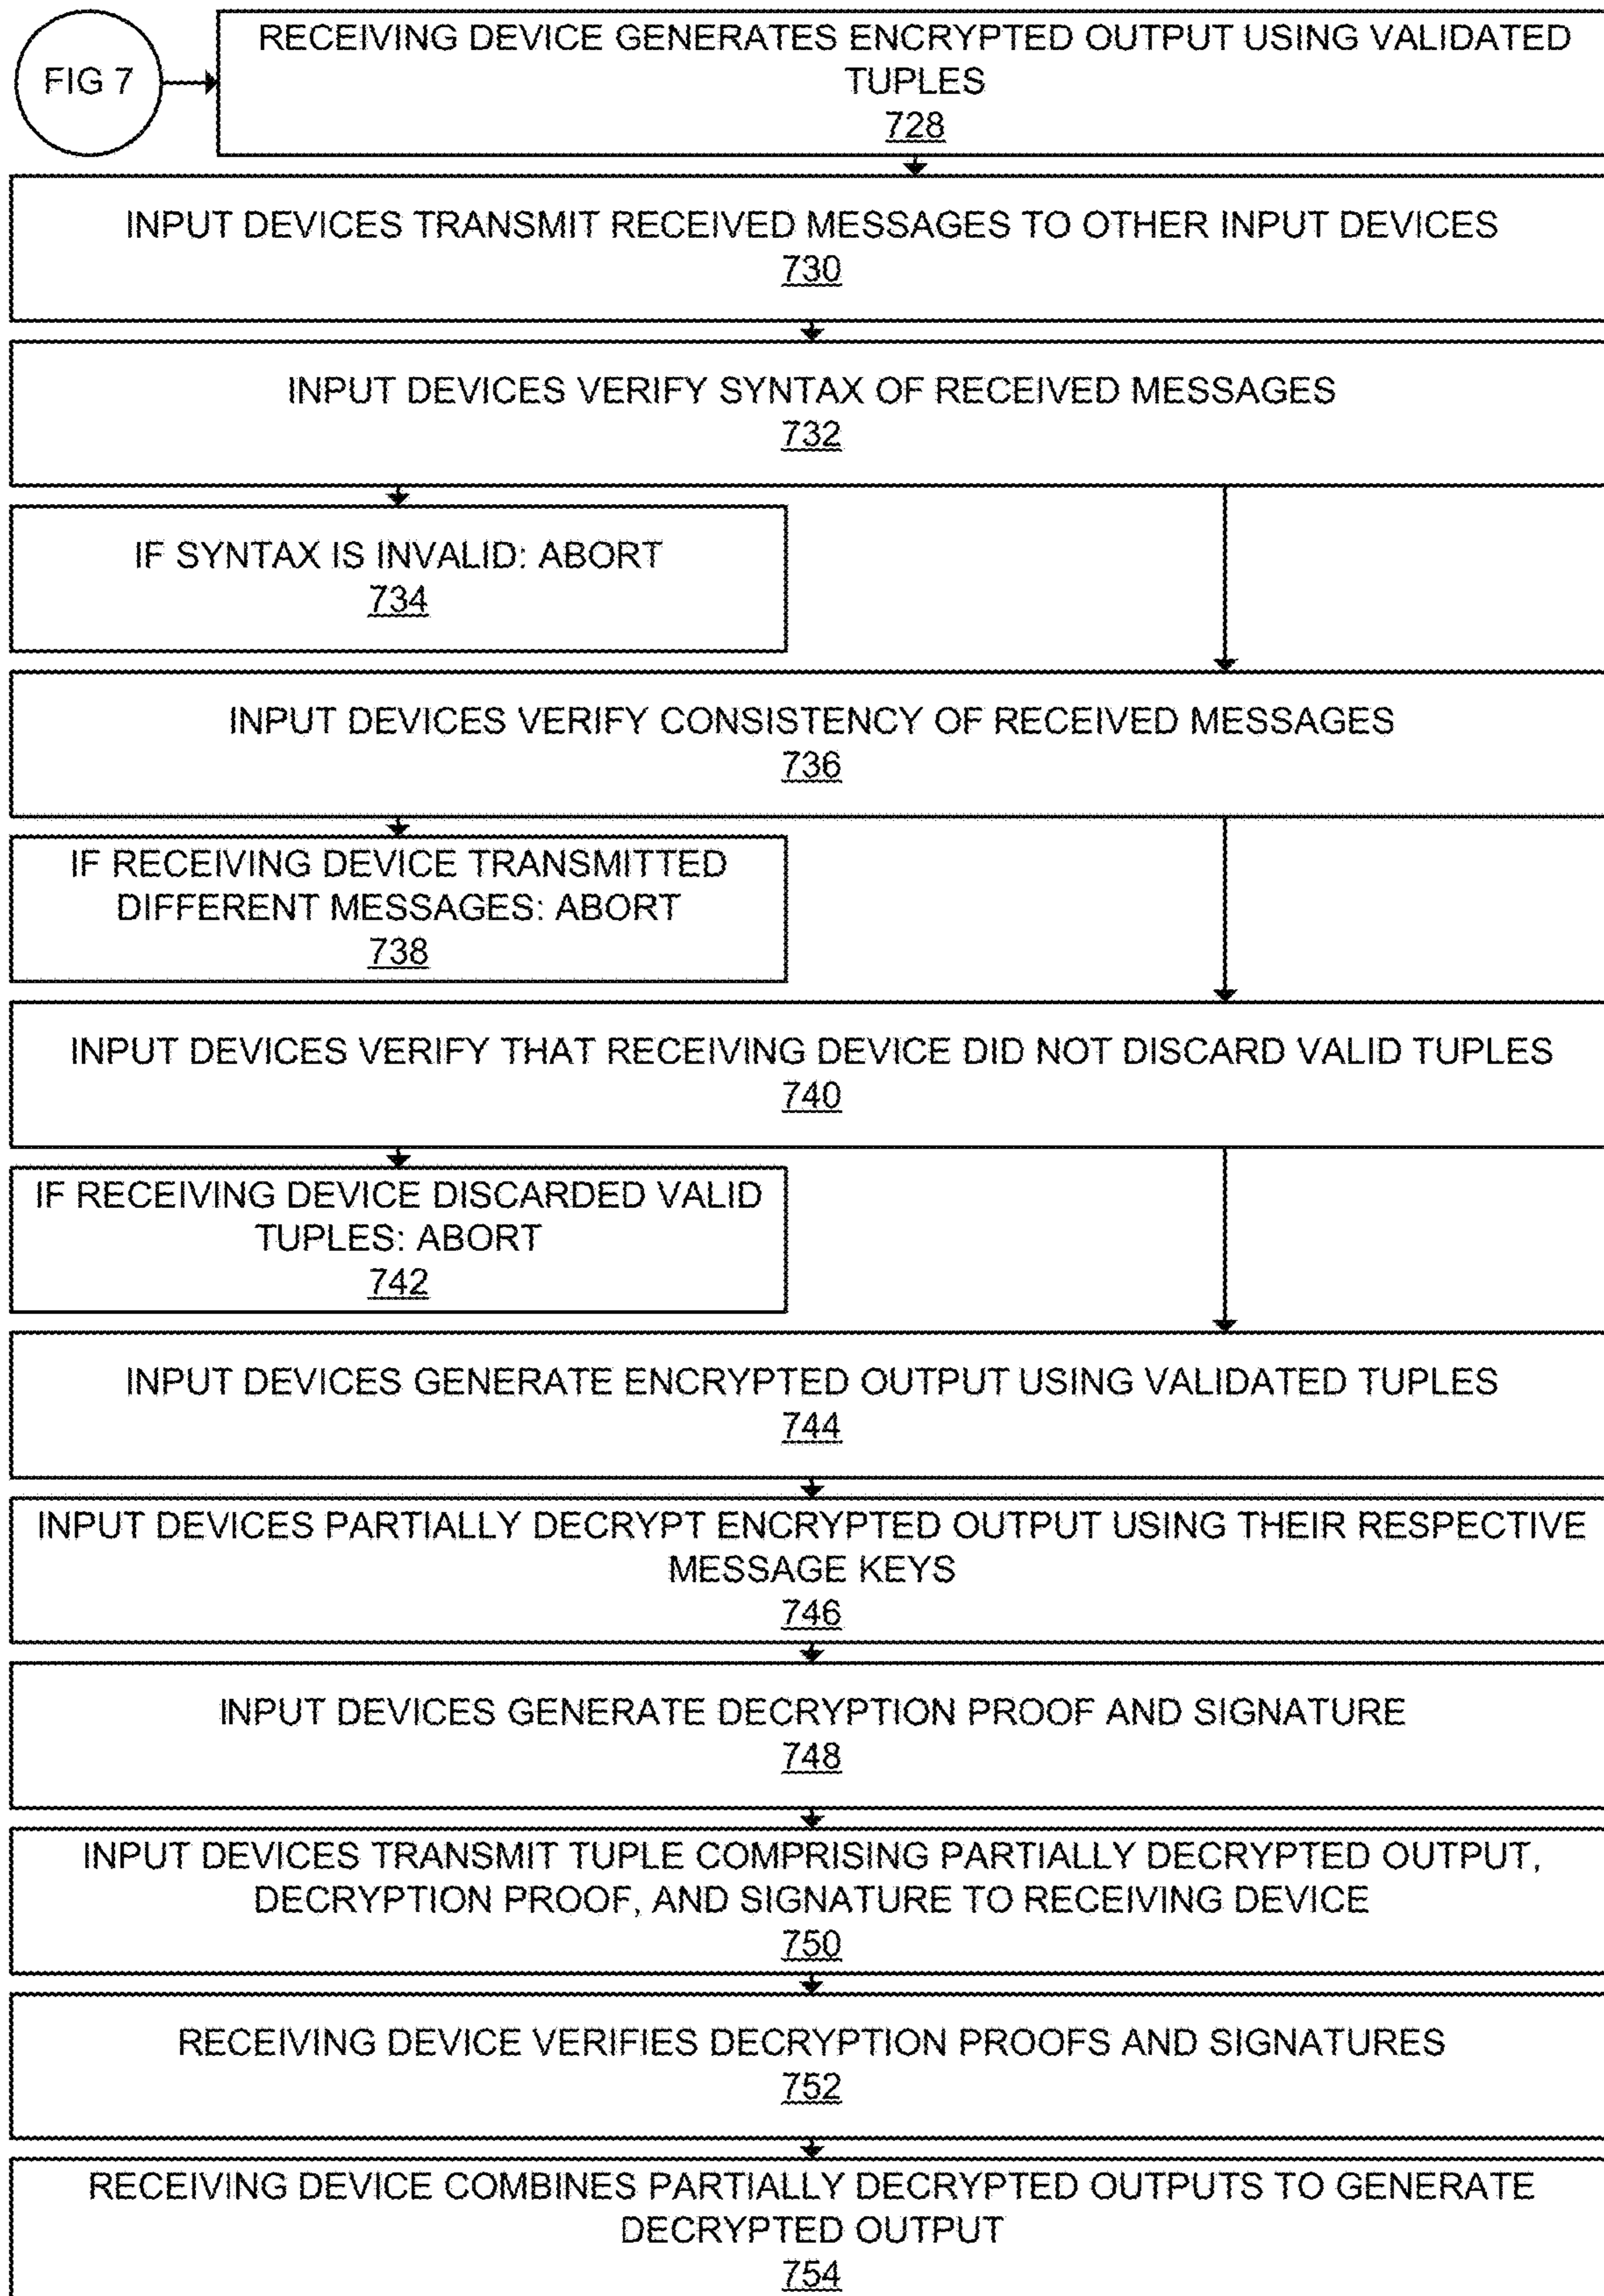 FIG 7
RECEIVING DEVICE GENERATES ENCRYPTED OUTPUT USING VALIDATED
TUPLES
728
INPUT DEVICES TRANSMIT RECEIVED MESSAGES TO OTHER INPUT DEVICES
730
INPUT DEVICES VERIFY SYNTAX OF RECEIVED MESSAGES
732
IF SYNTAX IS INVALID: ABORT
734
INPUT DEVICES VERIFY CONSISTENCY OF RECEIVED MESSAGES
736
IF RECEIVING DEVICE TRANSMITTED
DIFFERENT MESSAGES: ABORT
738
INPUT DEVICES VERIFY THAT RECEIVING DEVICE DID NOT DISCARD VALID TUPLES
740
IF RECEIVING DEVICE DISCARDED VALID
TUPLES: ABORT
742
INPUT DEVICES GENERATE ENCRYPTED OUTPUT USING VALIDATED TUPLES
744
INPUT DEVICES PARTIALLY DECRYPT ENCRYPTED OUTPUT USING THEIR RESPECTIVE
MESSAGE KEYS
746
INPUT DEVICES GENERATE DECRYPTION PROOF AND SIGNATURE
748
INPUT DEVICES TRANSMIT TUPLE COMPRISING PARTIALLY DECRYPTED OUTPUT,
DECRYPTION PROOF, AND SIGNATURE TO RECEIVING DEVICE
750
RECEIVING DEVICE VERIFIES DECRYPTION PROOFS AND SIGNATURES
752
RECEIVING DEVICE COMBINES PARTIALLY DECRYPTED OUTPUTS TO GENERATE
DECRYPTED OUTPUT
754